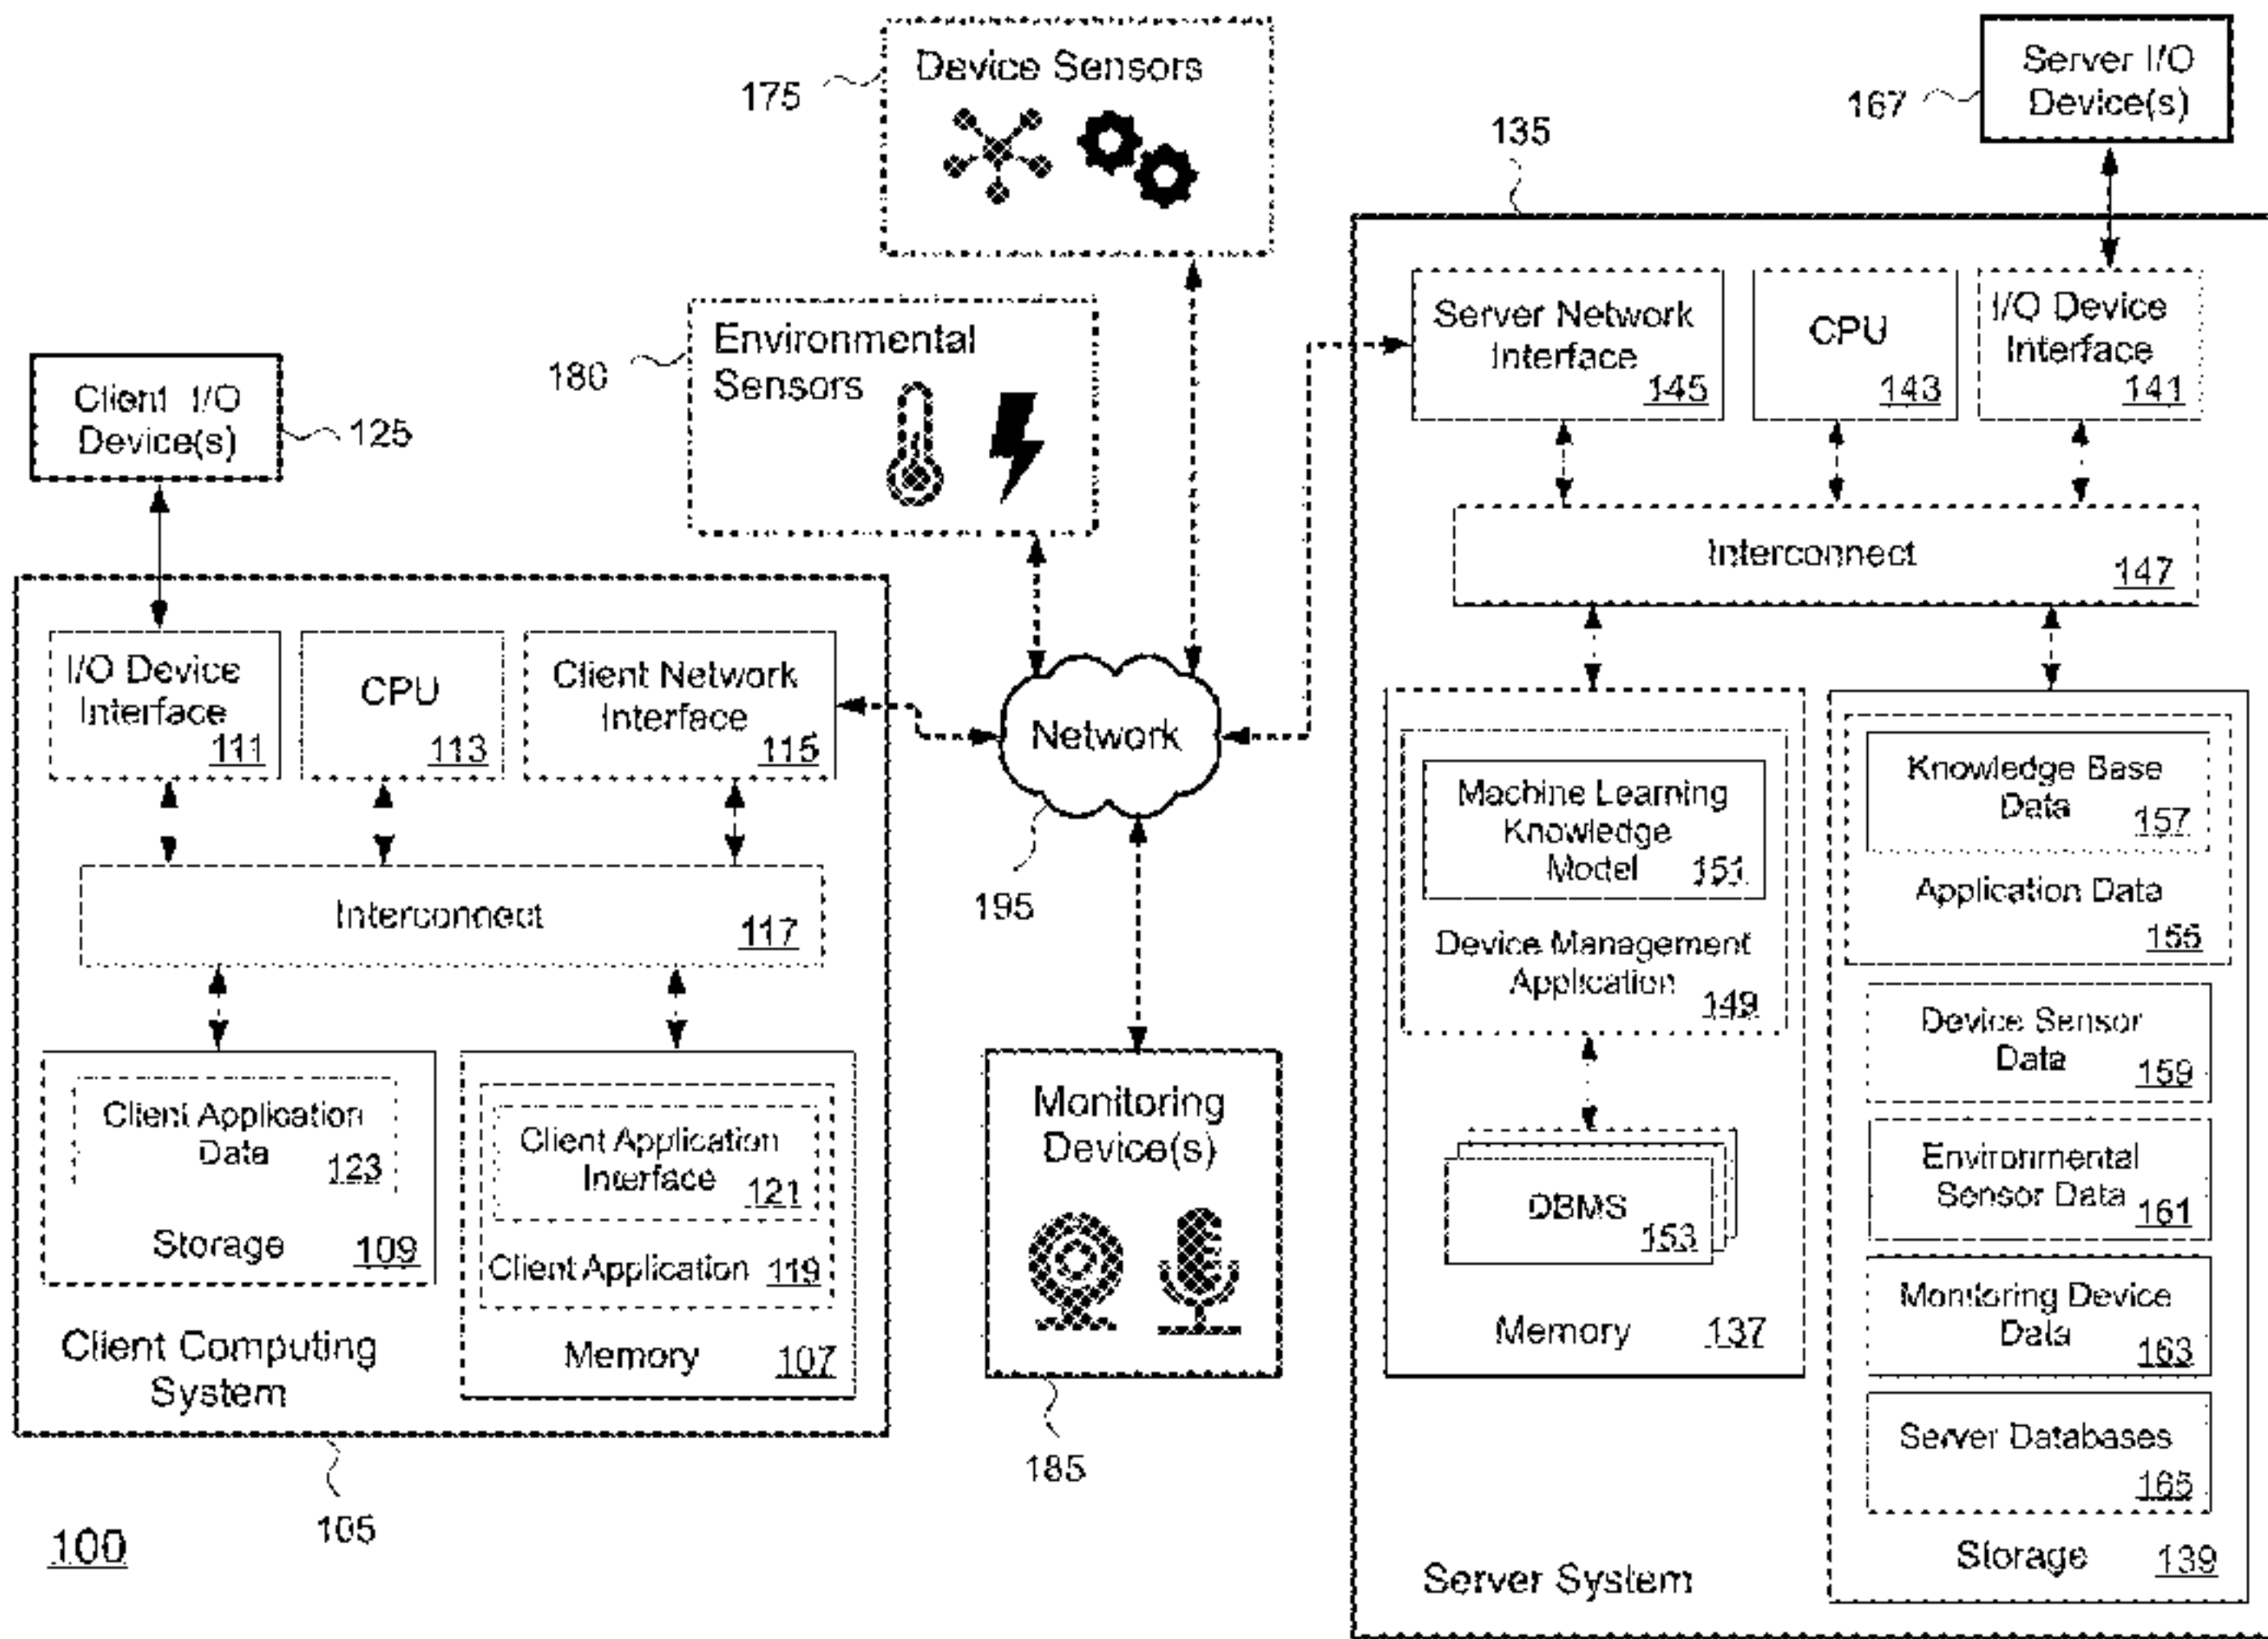 Device Sensors
175
Server I/O
Device(s)
167
135
Environmental
Sensors
180
Server Network
Interface
145
CPU
143
I/O Device
Interface
141
Client I/O
Device(s)
125
Interconnect
147
I/O Device
Interface
111
CPU
113
Client Network
Interface
115
Network
195
Interconnect
117
Machine Learning
Knowledge
Model
151
Device Management
Application
149
DBMS
153
Memory
137
Knowledge Base
Data
157
Application Data
155
Device Sensor
Data
159
Environmental
Sensor Data
161
Monitoring Device
Data
163
Server Databases
165
Storage
139
Server System
Client Application
Data
123
Storage
109
Client Application
Interface
121
Client Application
119
Memory
107
Client Computing
System
105
Monitoring
Device(s)
185
100